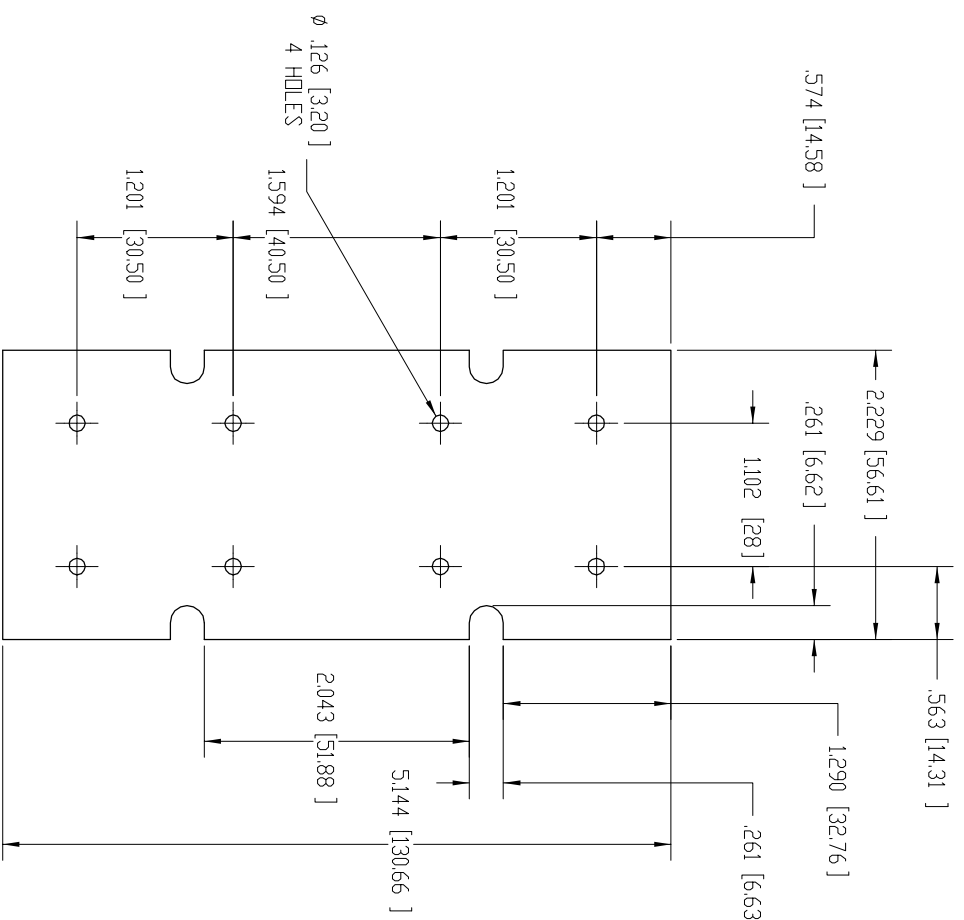 .574 [14.58 ]
Ø .126 [3.20 ]
4 HOLES
1.201 [30.50 ]
1.594 [40.50 ]
1.201 [30.50 ]
2.229 [56.61 ]
.261 [6.62 ]
1.102 [28 ]
.563 [14.31 ]
1.290 [32.76 ]
.261 [6.63
2.043 [51.88 ]
5.144 [130.66 ]